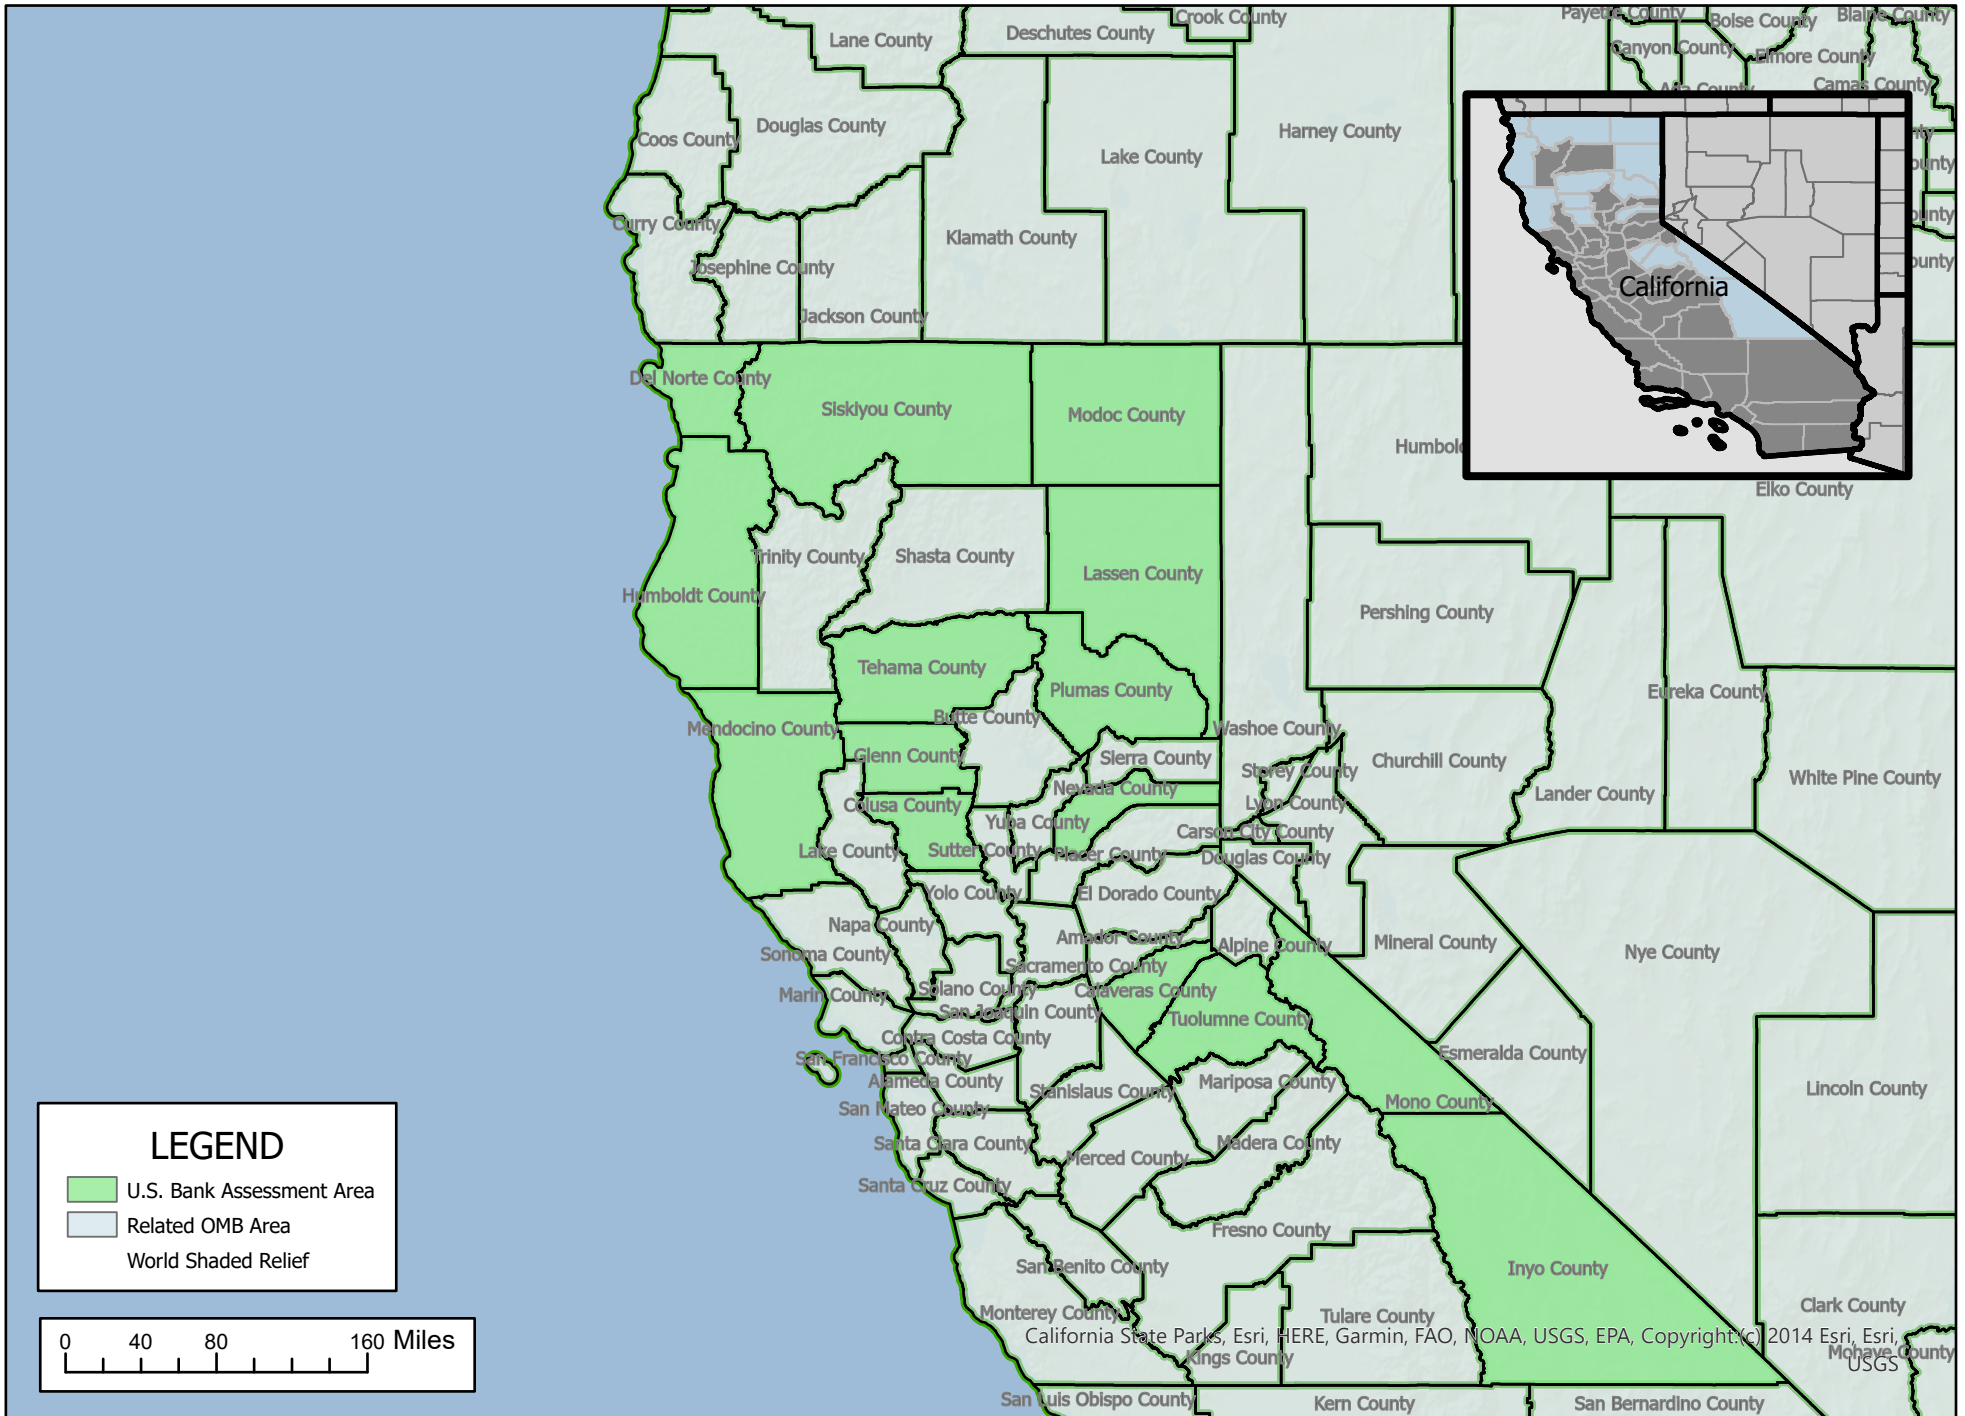 Crook County
Payette County
Boise County
Blaine County
Lane County
Deschutes County
Canyon County
Elmore County
Ada County
Camas County
Coos County
Douglas County
Lake County
Harney County
ounty
ounty
ounty
Curry County
Klamath County
Josephine County
Jackson County
California
Del Norte County
Siskiyou County
Modoc County
Humbol
Elko County
Trinity County
Shasta County
Lassen County
Humboldt County
Pershing County
Tehama County
Plumas County
Eureka County
Butte County
Mendocino County
Washoe County
Glenn County
Sierra County
Storey County
Churchill County
White Pine County
Nevada County
Lander County
Colusa County
Lyon County
Yuba County
Carson City County
Lake County
Sutter County
Placer County
Douglas County
Yolo County
El Dorado County
Napa County
Amador County
Alpine County
Mineral County
Nye County
Sonoma County
Sacramento County
Marin County
Solano County
Calaveras County
San Joaquin County
Tuolumne County
Contra Costa County
San Francisco County
Esmeralda County
Alameda County
Stanislaus County
Mariposa County
Lincoln County
San Mateo County
Mono County
Santa Clara County
Madera County
Merced County
Santa Cruz County
Fresno County
San Benito County
Inyo County
Monterey County
Tulare County
Clark County
Kings County
Mohave County
San Luis Obispo County
Kern County
San Bernardino County
LEGEND
U.S. Bank Assessment Area
Related OMB Area
World Shaded Relief
0 40 80 160 Miles
California State Parks, Esri, HERE, Garmin, FAO, NOAA, USGS, EPA, Copyright:(c) 2014 Esri, Esri,
USGS